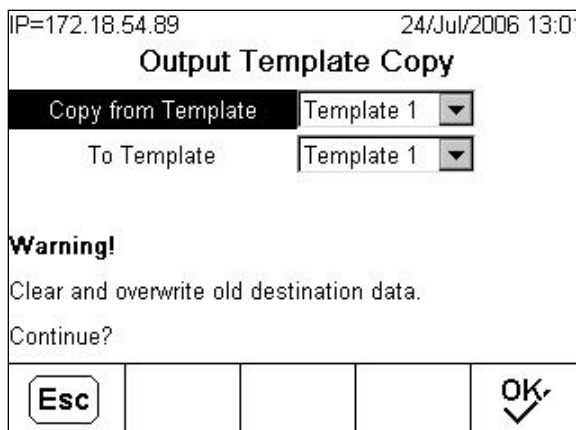 IP=172.18.54.89 24/Jul/2006 13:01
Output Template Copy
Copy from Template Template 1
To Template Template 1
Warning!
Clear and overwrite old destination data.
Continue?
Esc OK